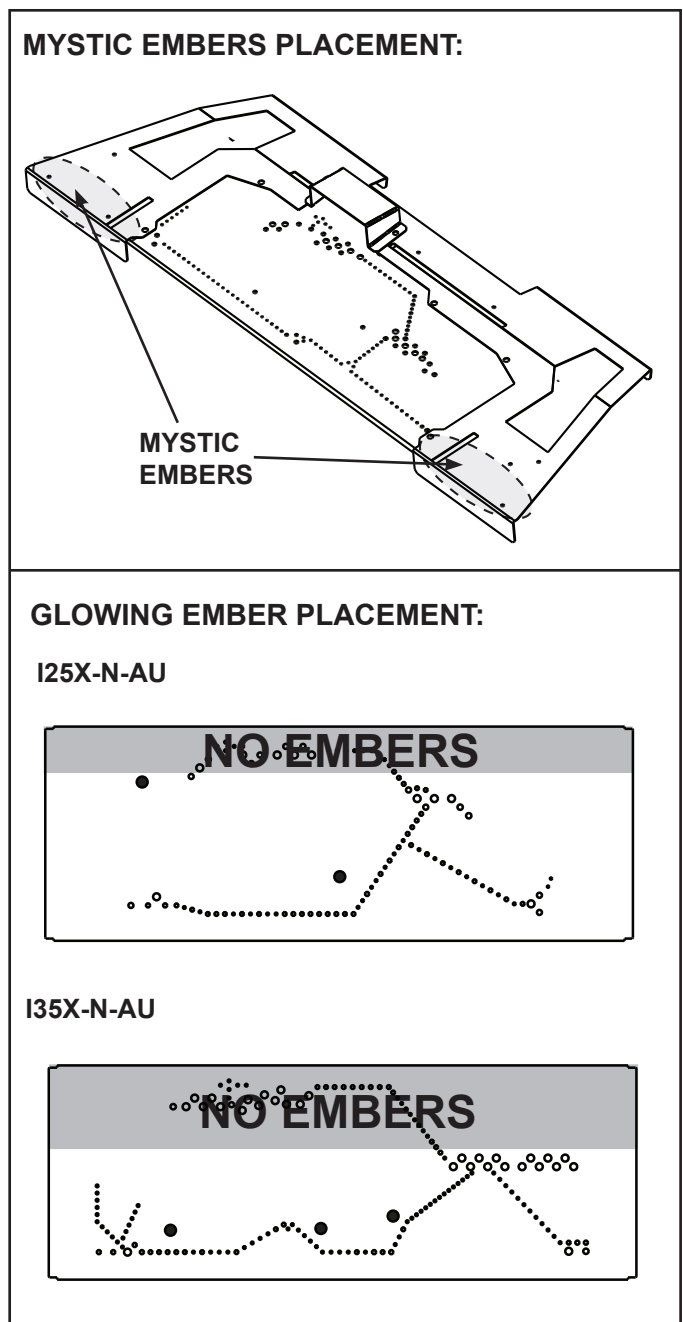 MYSTIC EMBERS PLACEMENT:
MYSTIC
EMBERS
GLOWING EMBER PLACEMENT:
I25X-N-AU
NO EMBERS
I35X-N-AU
NO EMBERS